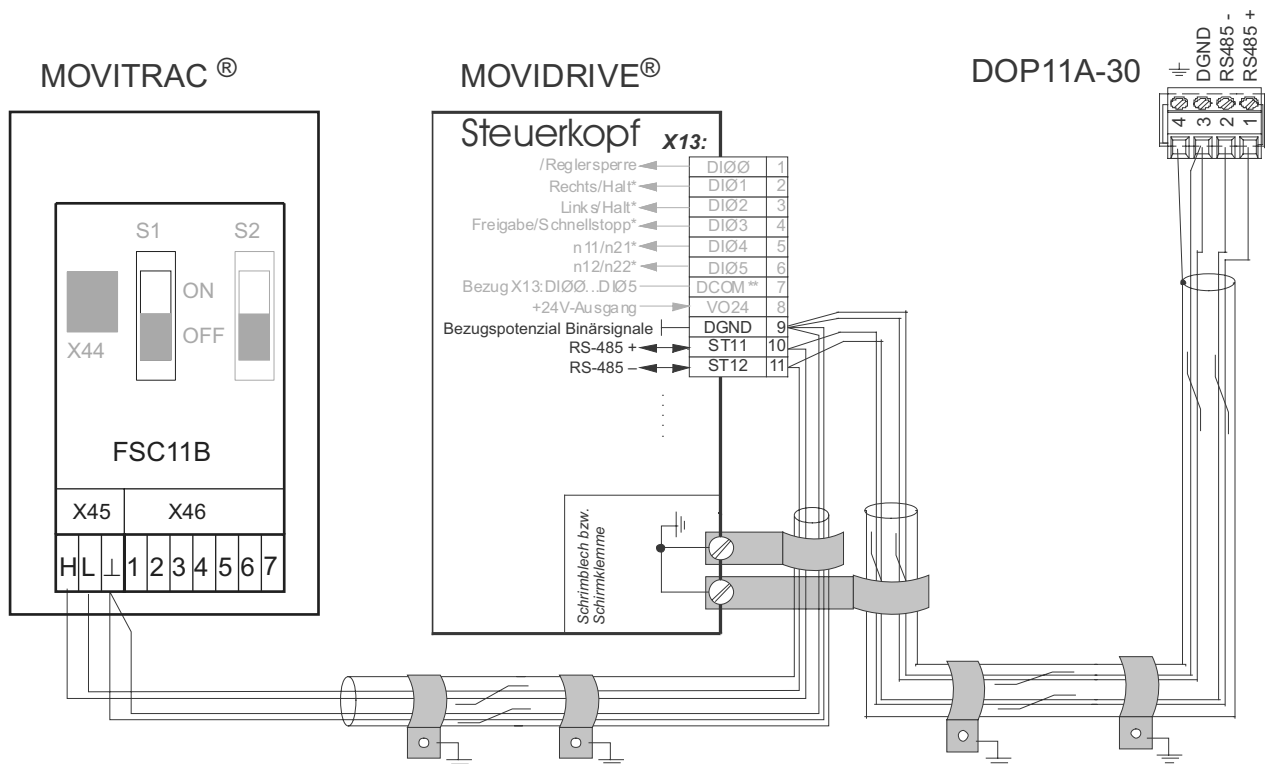 MOVITRAC ®
S1
S2
ON
OFF
X44
FSC11B
X45 X46
H L ⊥ 1 2 3 4 5 6 7
MOVIDRIVE®
Steuerkopf X13:
/Reglersperre DIØØ 1
Rechts/Halt* DIØ1 2
Links/Halt* DIØ2 3
Freigabe/Schnellstopp* DIØ3 4
n11/n21* DIØ4 5
n12/n22* DIØ5 6
Bezug X13:DIØØ...DIØ5 DCOM** 7
+24V-Ausgang VO24 8
Bezugspotenzial Binärsignale DGND 9
RS-485 + ST11 10
RS-485 – ST12 11
Schrimblech bzw.
Schirmklemme
DOP11A-30
DGND
RS485 -
RS485 +
4 3 2 1